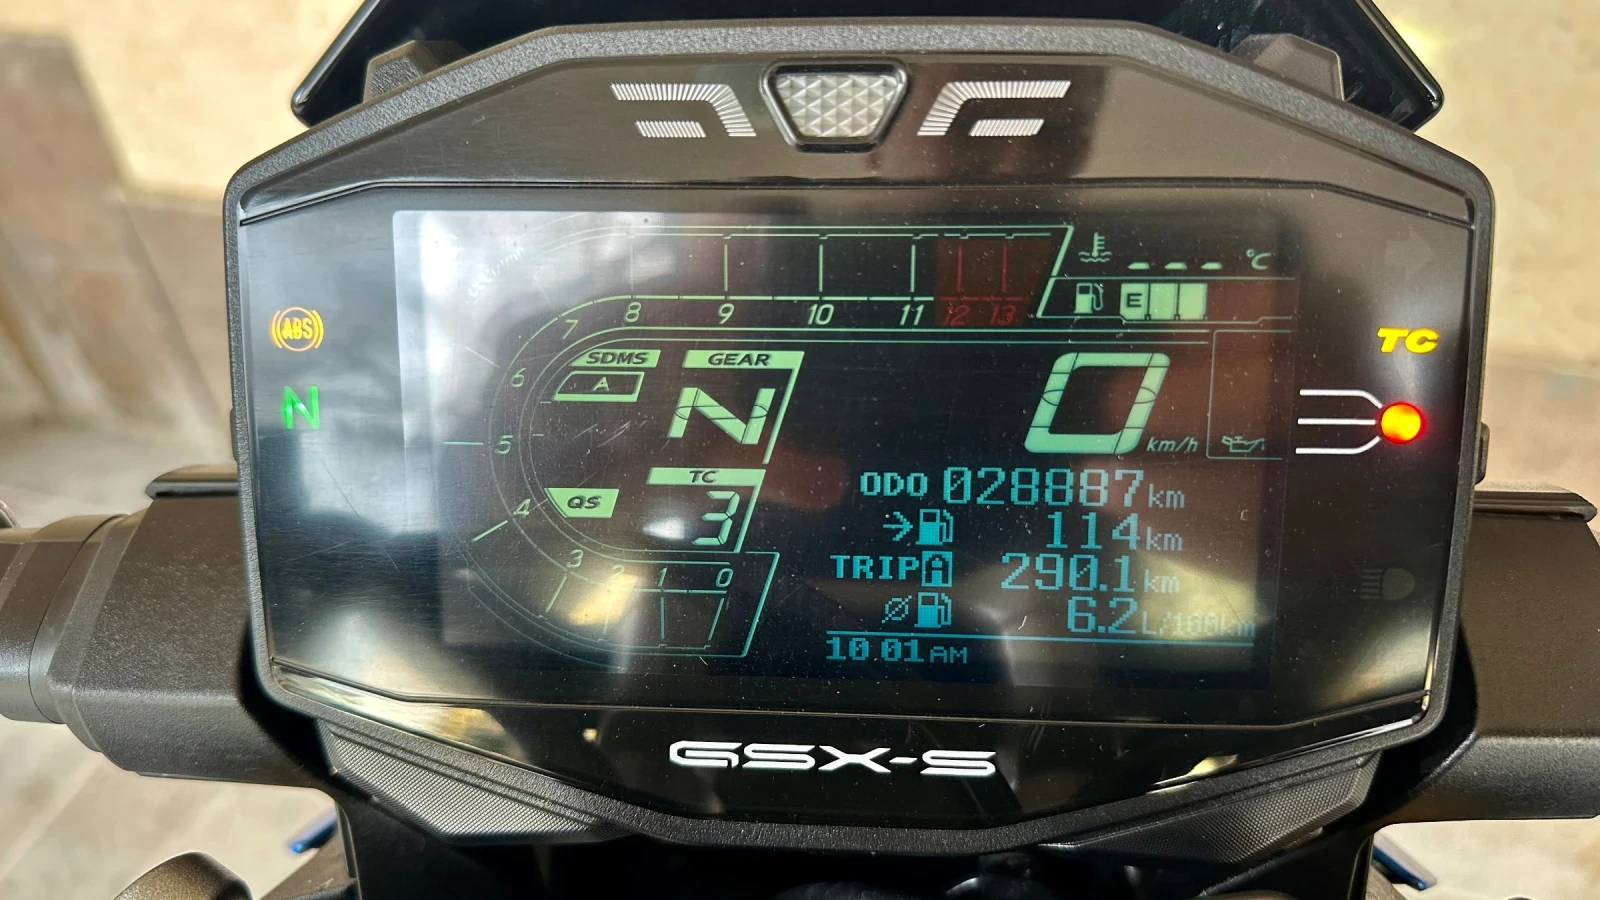 °C
E
7 8 9 10 11 12 13
ABS
TC
N
6
SDMS GEAR
A
N
0 km/h
5
TC
ODO 028887 km
4
QS
3
114 km
3 2 1 0
TRIP A 290.1 km
6.2 L/100km
10 01 AM
GSX-S